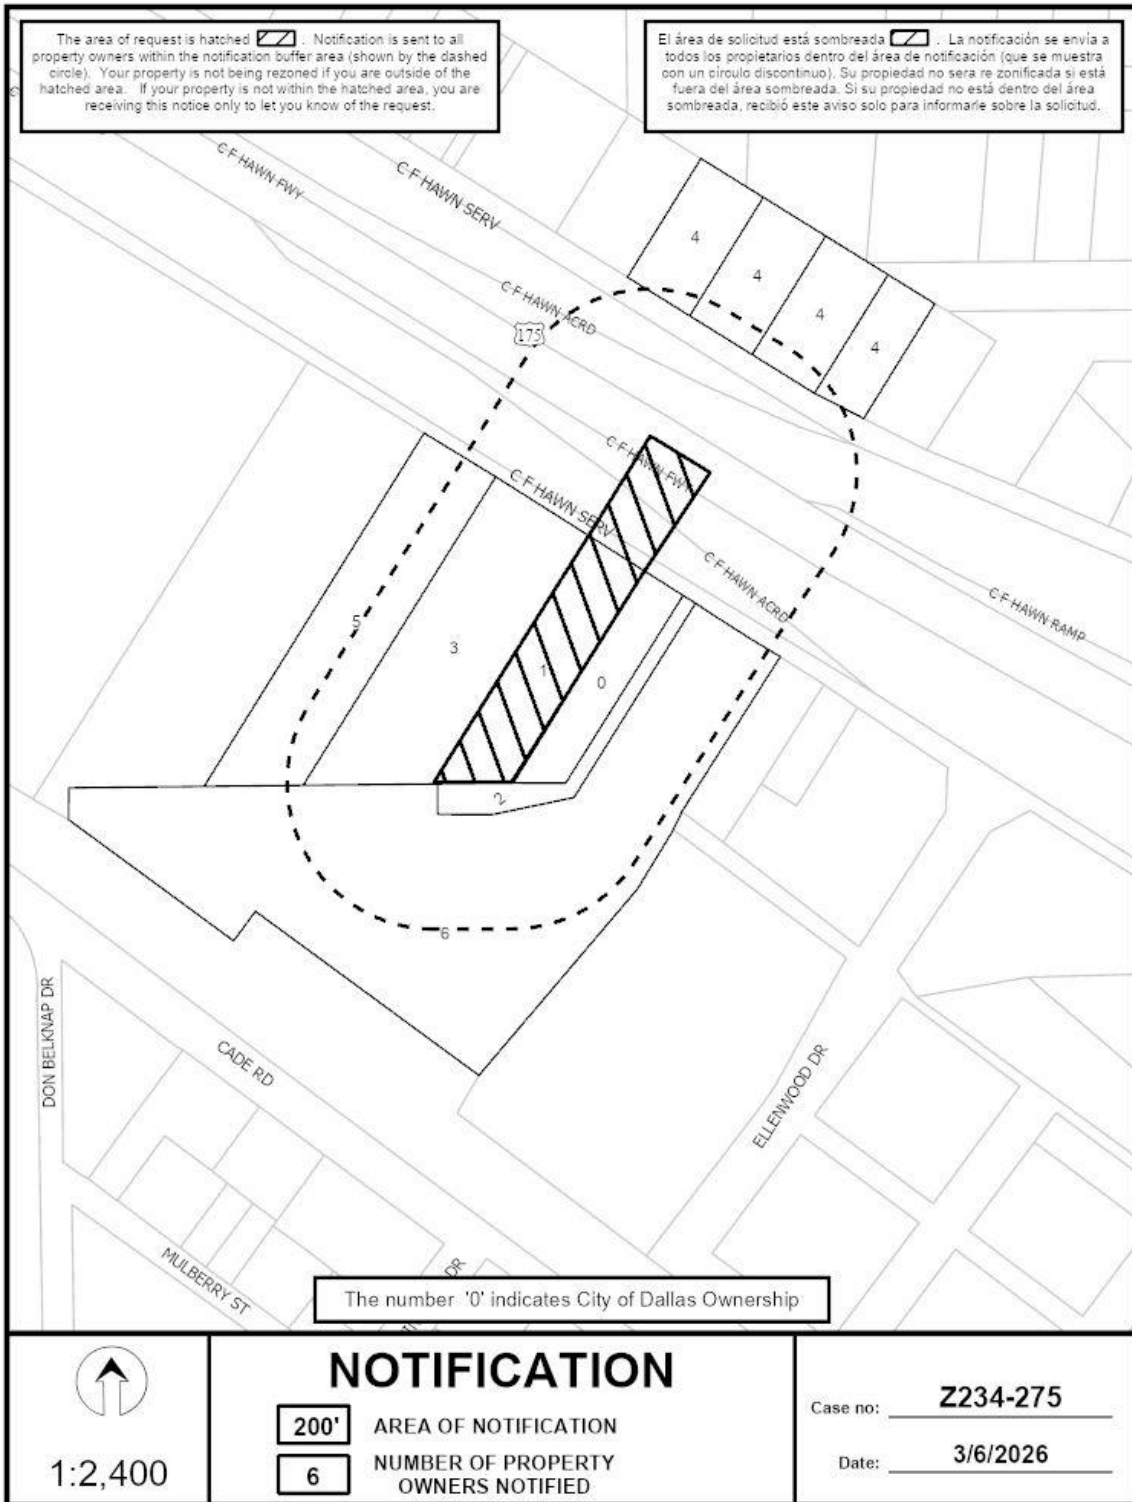 The area of request is hatched . Notification is sent to all
property owners within the notification buffer area (shown by the dashed
circle). Your property is not being rezoned if you are outside of the
hatched area. If your property is not within the hatched area, you are
receiving this notice only to let you know of the request.
El área de solicitud está sombreada . La notificación se envía a
todos los propietarios dentro del área de notificación (que se muestra
con un círculo discontinuo). Su propiedad no sera re zonificada si está
fuera del área sombreada. Si su propiedad no está dentro del área
sombreada, recibió este aviso solo para informarle sobre la solicitud.
C F HAWN FWY
C F HAWN SERV
4
4
C F HAWN ACRD
175
4
4
C F HAWN FWY
C F HAWN SERV
C F HAWN ACRD
C F HAWN RAMP
5
3
1
0
2
6
DON BELKNAP DR
CADE RD
ELLENWOOD DR
MULBERRY ST
DR
The number '0' indicates City of Dallas Ownership
1:2,400
NOTIFICATION
200' AREA OF NOTIFICATION
6 NUMBER OF PROPERTY
OWNERS NOTIFIED
Case no: Z234-275
Date: 3/6/2026